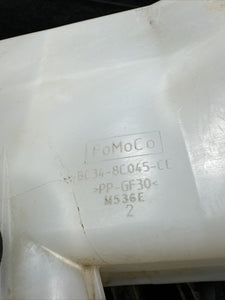 FoMoCo
BC34-8C045-CE
>PP-GF30<
M536E
2